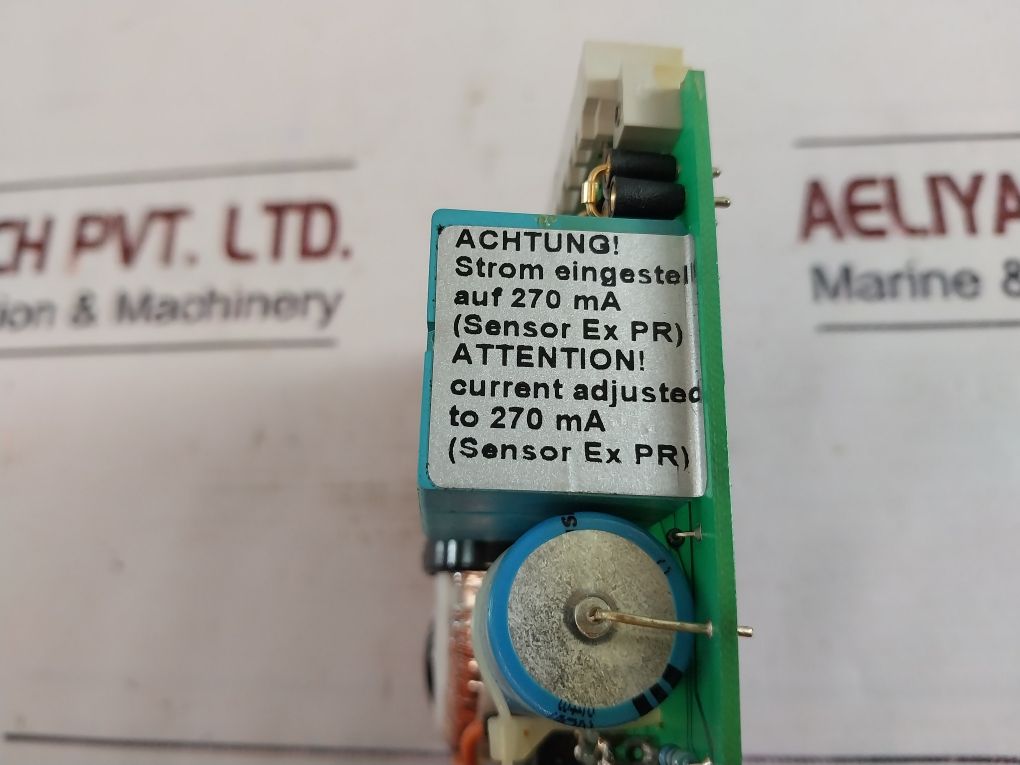 CH PVT. LTD.
ion & Machinery
AELIYA
Marine &
ACHTUNG!
Strom eingestell
auf 270 mA
(Sensor Ex PR)
ATTENTION!
current adjusted
to 270 mA
(Sensor Ex PR)